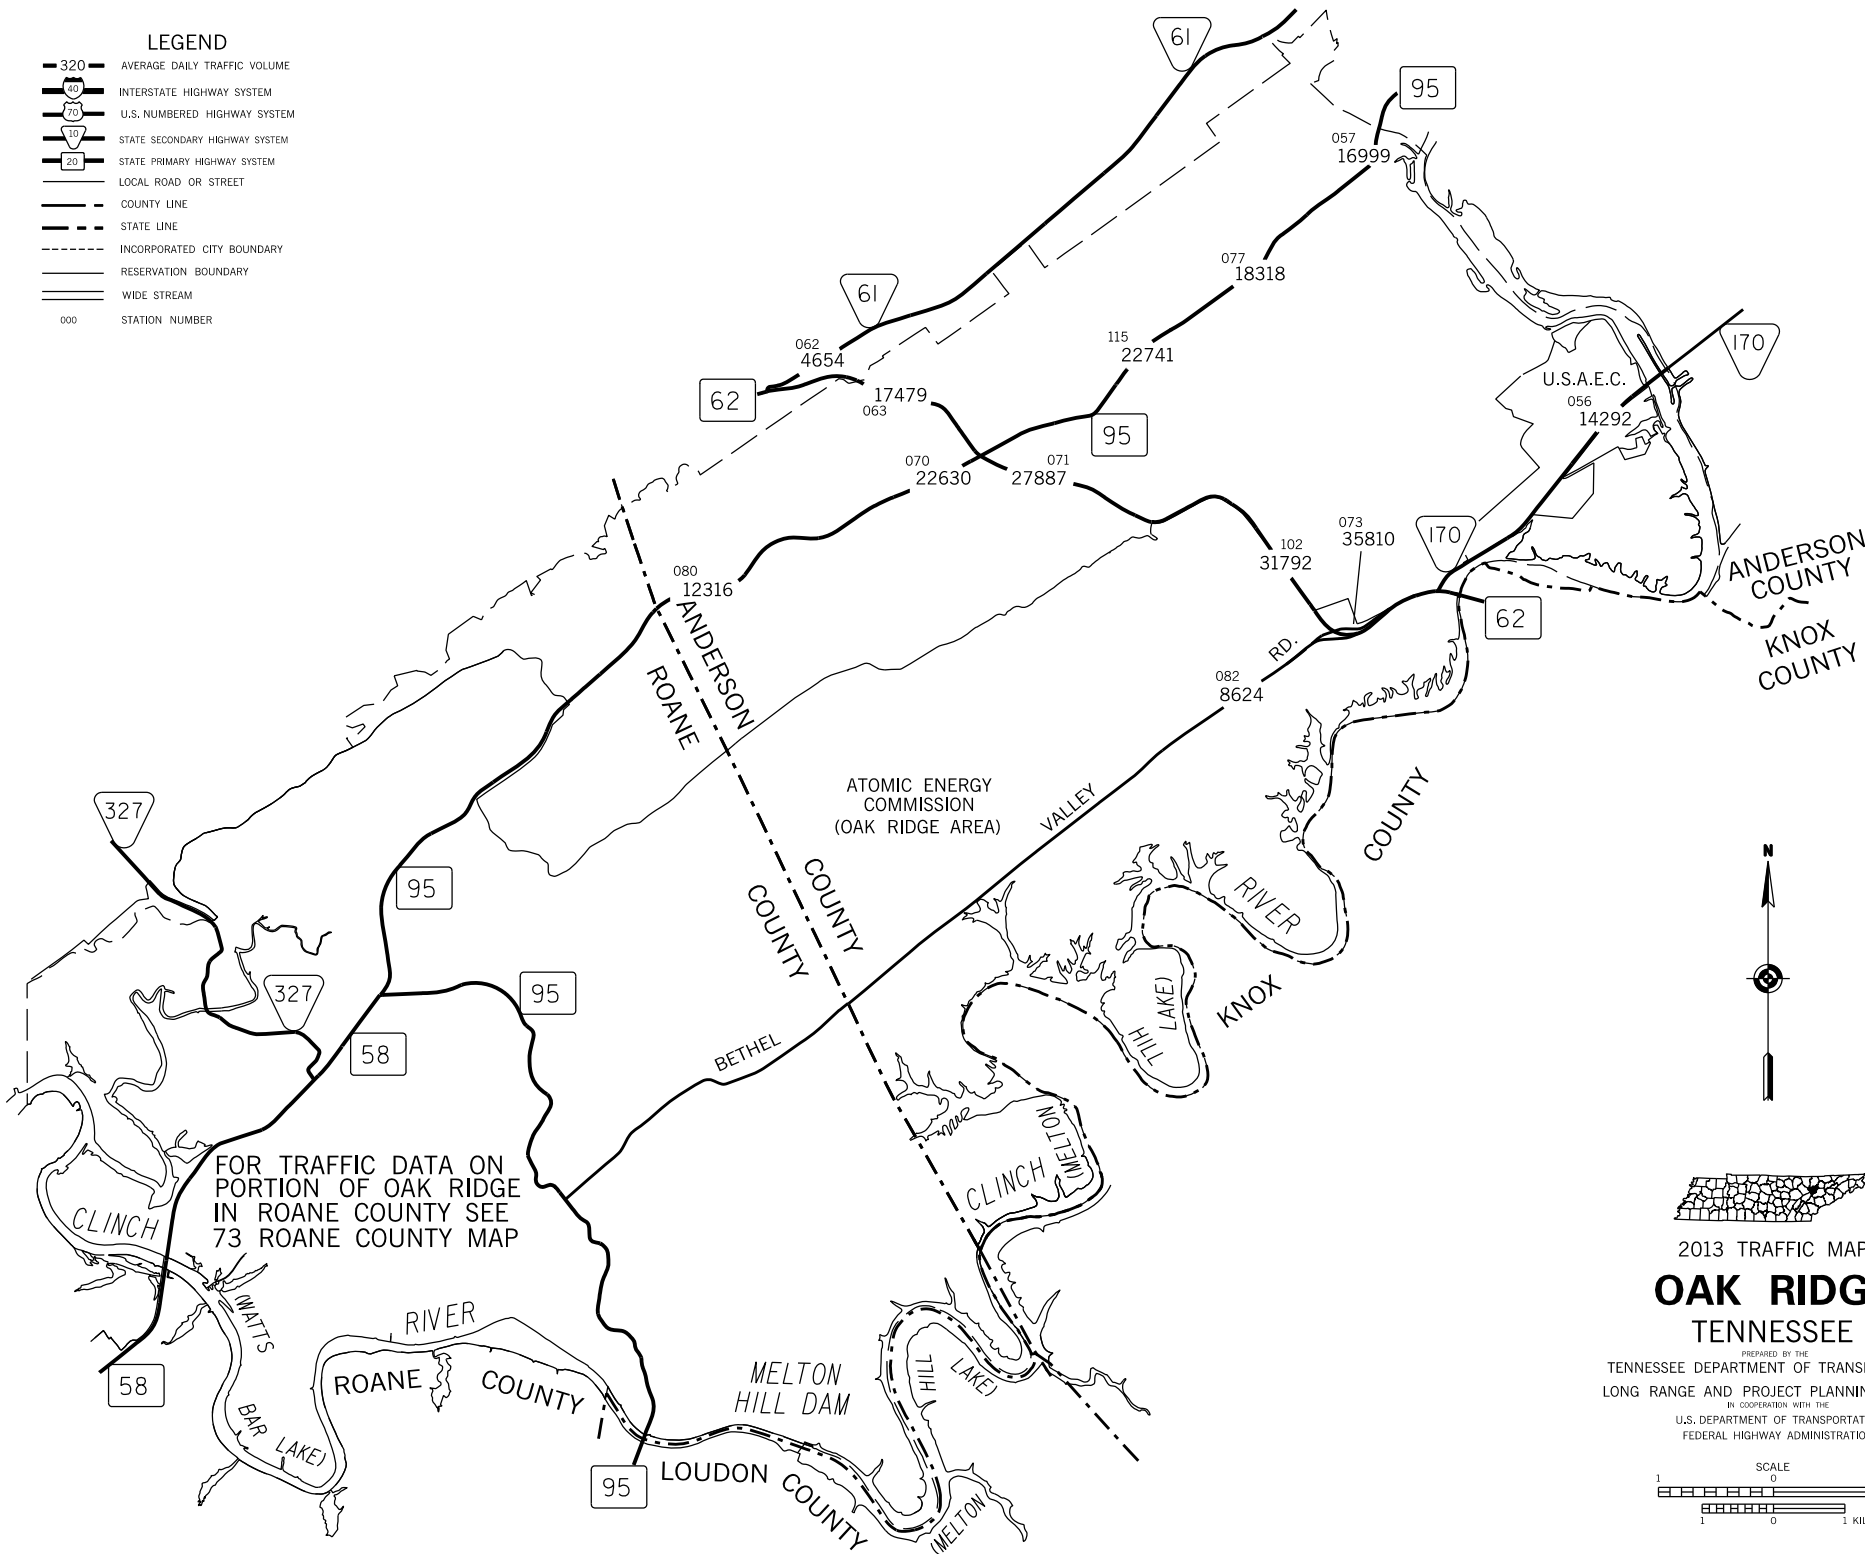 LEGEND
320 AVERAGE DAILY TRAFFIC VOLUME
40 INTERSTATE HIGHWAY SYSTEM
70 U.S. NUMBERED HIGHWAY SYSTEM
10 STATE SECONDARY HIGHWAY SYSTEM
20 STATE PRIMARY HIGHWAY SYSTEM
LOCAL ROAD OR STREET
COUNTY LINE
STATE LINE
INCORPORATED CITY BOUNDARY
RESERVATION BOUNDARY
WIDE STREAM
000 STATION NUMBER
61
95
057
16999
077
18318
61
062
4654
115
22741
170
62
17479
063
U.S.A.E.C.
056
14292
95
070
22630
071
27887
073
35810
170
102
31792
080
12316
62
ANDERSON
COUNTY
KNOX
COUNTY
ANDERSON
ROANE
RD.
082
8624
ATOMIC ENERGY
COMMISSION
(OAK RIDGE AREA)
VALLEY
COUNTY
327
95
COUNTY
COUNTY
RIVER
N
327
95
58
BETHEL
HILL
LAKE)
KNOX
CLINCH
(MELTON
FOR TRAFFIC DATA ON
PORTION OF OAK RIDGE
IN ROANE COUNTY SEE
73 ROANE COUNTY MAP
CLINCH
(WATTS
BAR
LAKE)
RIVER
58
ROANE
COUNTY
MELTON
HILL DAM
HILL
LAKE)
95
LOUDON
COUNTY
(MELTON
2013 TRAFFIC MAP
OAK RIDG
TENNESSEE
PREPARED BY THE
TENNESSEE DEPARTMENT OF TRANS
LONG RANGE AND PROJECT PLANNIN
IN COOPERATION WITH THE
U.S. DEPARTMENT OF TRANSPORTAT
FEDERAL HIGHWAY ADMINISTRATIO
SCALE
1 0
1 0 1 KIL